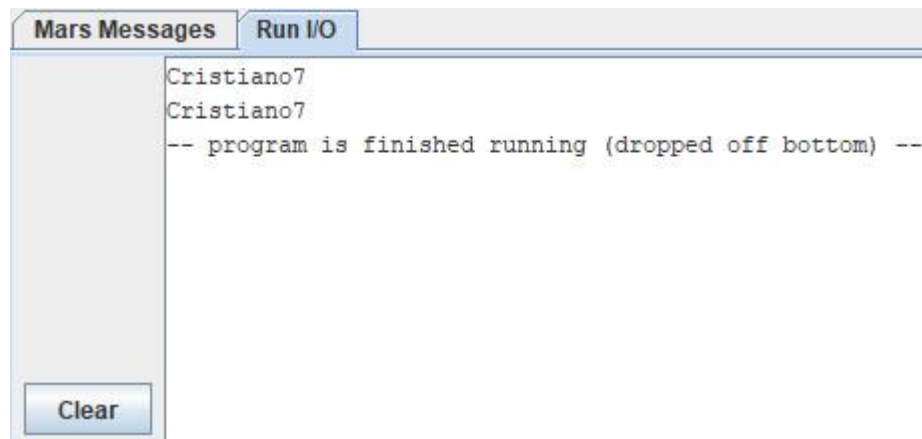 Mars Messages Run I/O
Cristiano7
Cristiano7
-- program is finished running (dropped off bottom) --
Clear